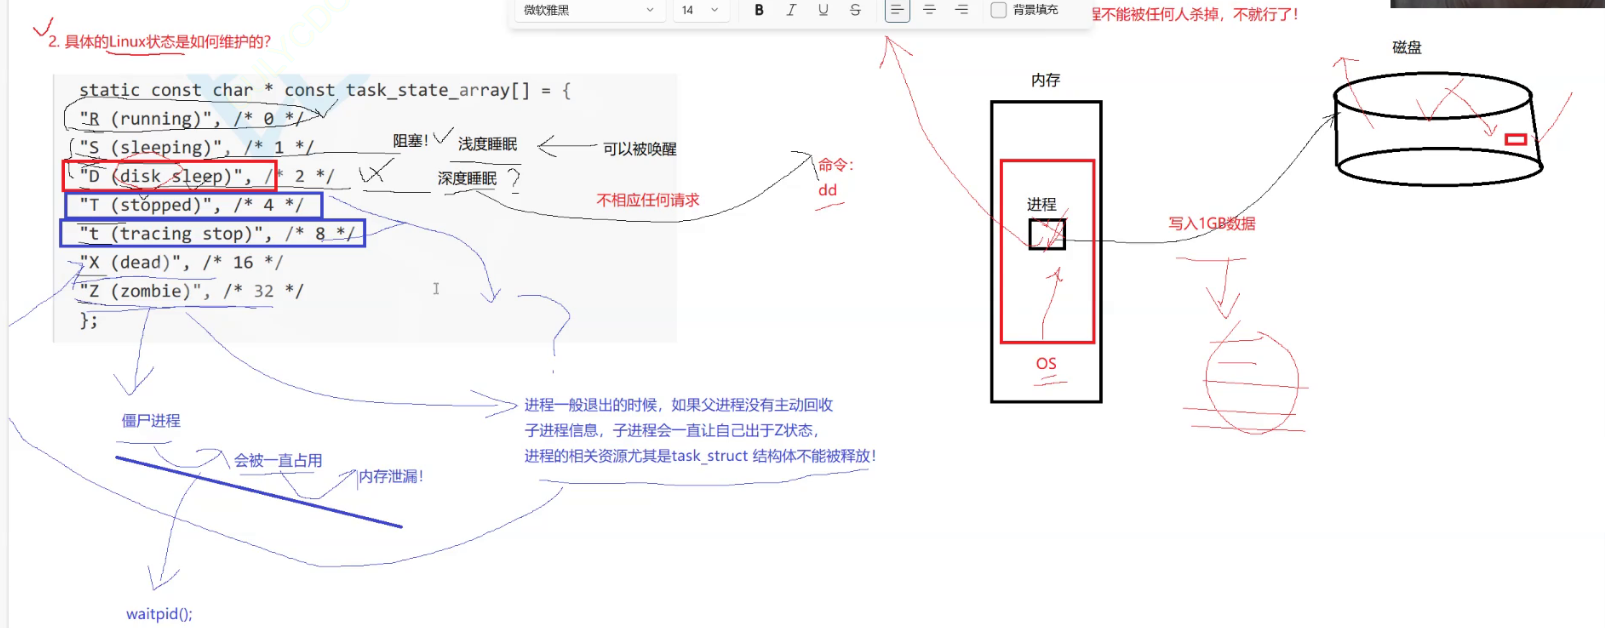 微软雅黑
14
B I U S
背景填充
程不能被任何人杀掉，不就行了！
2. 具体的Linux状态是如何维护的？
static const char * const task_state_array[] = {
"R (running)", /* 0 */
"S (sleeping)", /* 1 */
"D (disk sleep)", /* 2 */
"T (stopped)", /* 4 */
"t (tracing stop)", /* 8 */
"X (dead)", /* 16 */
"Z (zombie)", /* 32 */
};
阻塞！
浅度睡眠
可以被唤醒
深度睡眠
?
不相应任何请求
命令：
dd
内存
进程
OS
磁盘
写入1GB数据
僵尸进程
会被一直占用
内存泄漏！
waitpid();
进程一般退出的时候，如果父进程没有主动回收
子进程信息，子进程会一直让自己出于Z状态，
进程的相关资源尤其是task_struct 结构体不能被释放！